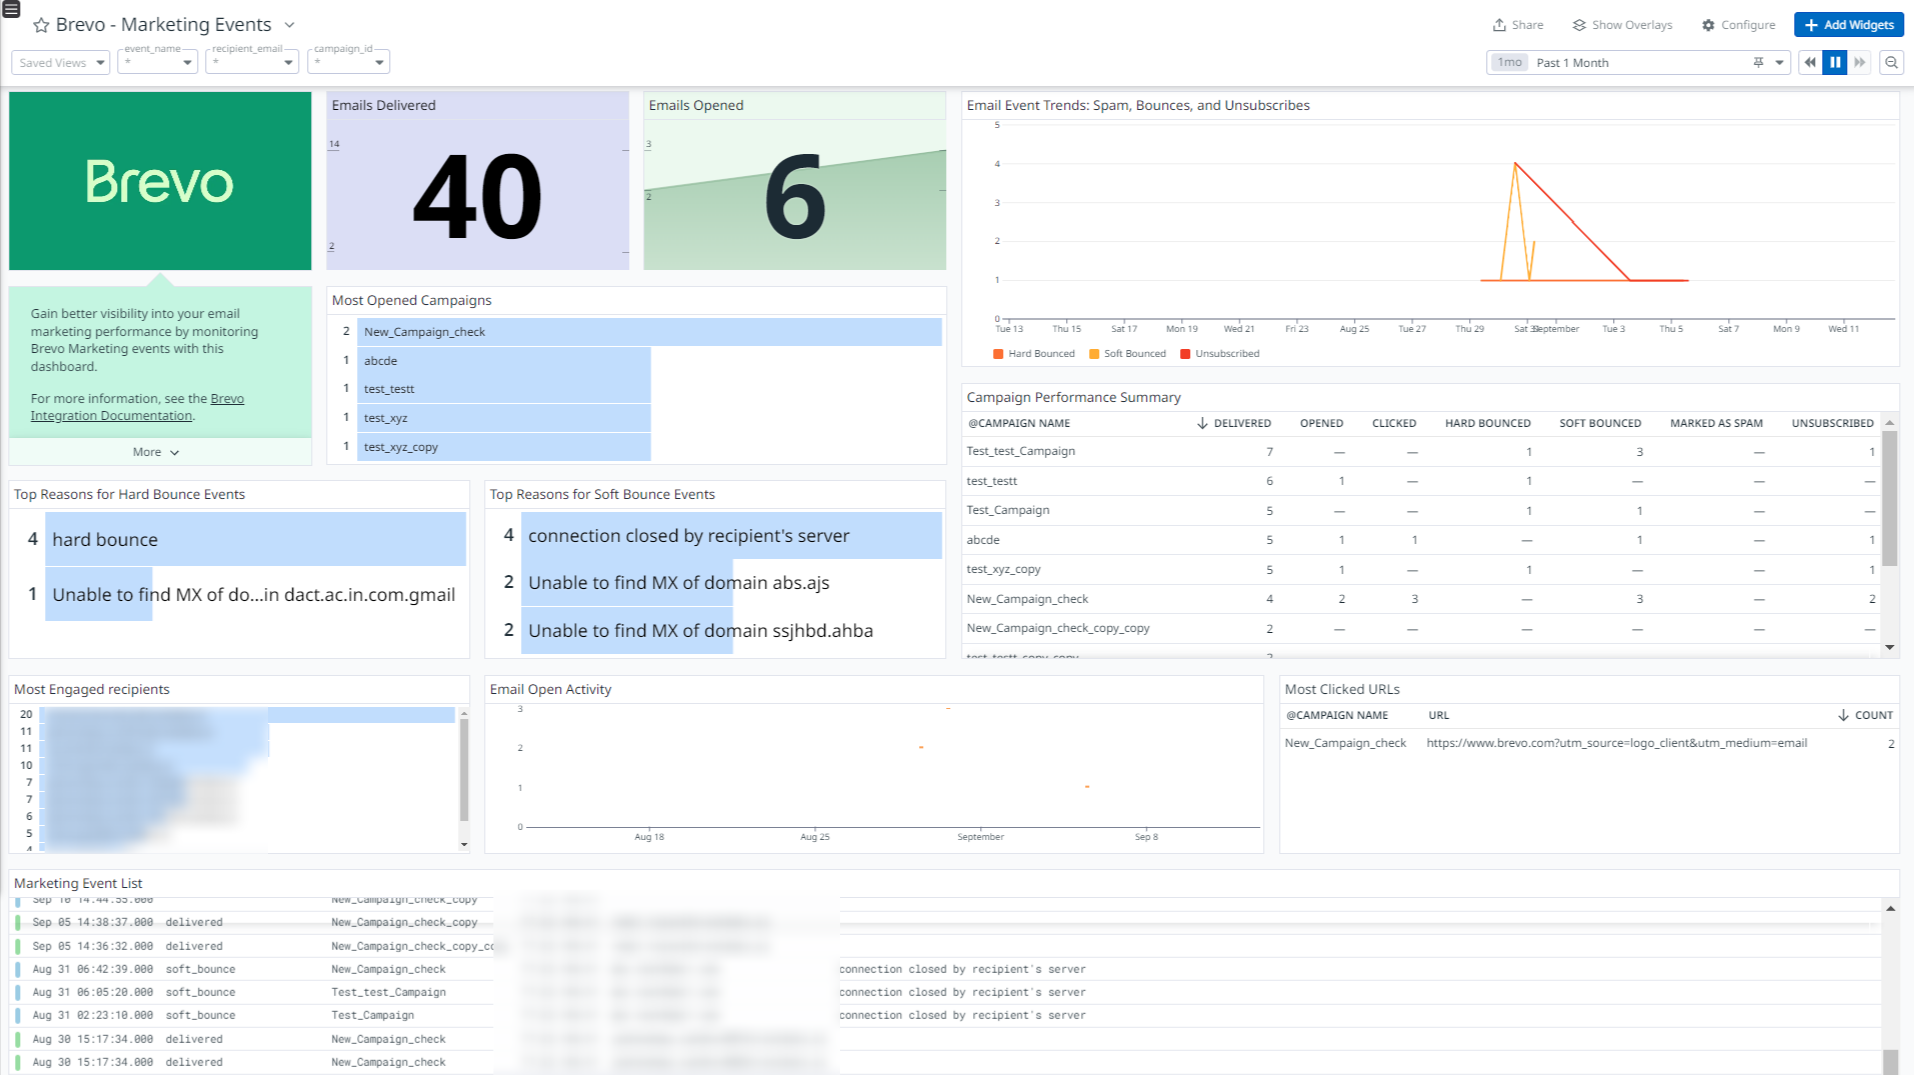 Brevo - Marketing Events
Share
Show Overlays
Configure
Add Widgets
Saved Views
event_name
*
recipient_email
*
campaign_id
*
1mo
Past 1 Month
Brevo
Emails Delivered
14
2
40
Emails Opened
3
2
6
Email Event Trends: Spam, Bounces, and Unsubscribes
5
4
3
2
1
0
Tue 13
Thu 15
Sat 17
Mon 19
Wed 21
Fri 23
Aug 25
Tue 27
Thu 29
Sat 31
September
Tue 3
Thu 5
Sat 7
Mon 9
Wed 11
Hard Bounced
Soft Bounced
Unsubscribed
Gain better visibility into your email
marketing performance by monitoring
Brevo Marketing events with this
dashboard.
For more information, see the Brevo
Integration Documentation.
More
Most Opened Campaigns
2 New_Campaign_check
1 abcde
1 test_testt
1 test_xyz
1 test_xyz_copy
Campaign Performance Summary
@CAMPAIGN NAME DELIVERED OPENED CLICKED HARD BOUNCED SOFT BOUNCED MARKED AS SPAM UNSUBSCRIBED
Test_test_Campaign 7 — — 1 3 — 1
test_testt 6 1 — 1 — — —
Test_Campaign 5 — — 1 1 — —
abcde 5 1 1 — 1 — 1
test_xyz_copy 5 1 — 1 — — 1
New_Campaign_check 4 2 3 — 3 — 2
New_Campaign_check_copy_copy 2 — — — — — —
test_testt_copy_copy 2
Top Reasons for Hard Bounce Events
4 hard bounce
1 Unable to find MX of do...in dact.ac.in.com.gmail
Top Reasons for Soft Bounce Events
4 connection closed by recipient's server
2 Unable to find MX of domain abs.ajs
2 Unable to find MX of domain ssjhbd.ahba
Most Engaged recipients
20
11
11
10
7
7
6
5
4
Email Open Activity
3
2
1
0
Aug 18
Aug 25
September
Sep 8
Most Clicked URLs
@CAMPAIGN NAME URL COUNT
New_Campaign_check https://www.brevo.com?utm_source=logo_client&utm_medium=email 2
Marketing Event List
Sep 10 14:44:55.000 New_Campaign_check_copy
Sep 05 14:38:37.000 delivered New_Campaign_check_copy
Sep 05 14:36:32.000 delivered New_Campaign_check_copy_co
Aug 31 06:42:39.000 soft_bounce New_Campaign_check connection closed by recipient's server
Aug 31 06:05:20.000 soft_bounce Test_test_Campaign connection closed by recipient's server
Aug 31 02:23:10.000 soft_bounce Test_Campaign connection closed by recipient's server
Aug 30 15:17:34.000 delivered New_Campaign_check
Aug 30 15:17:34.000 delivered New_Campaign_check